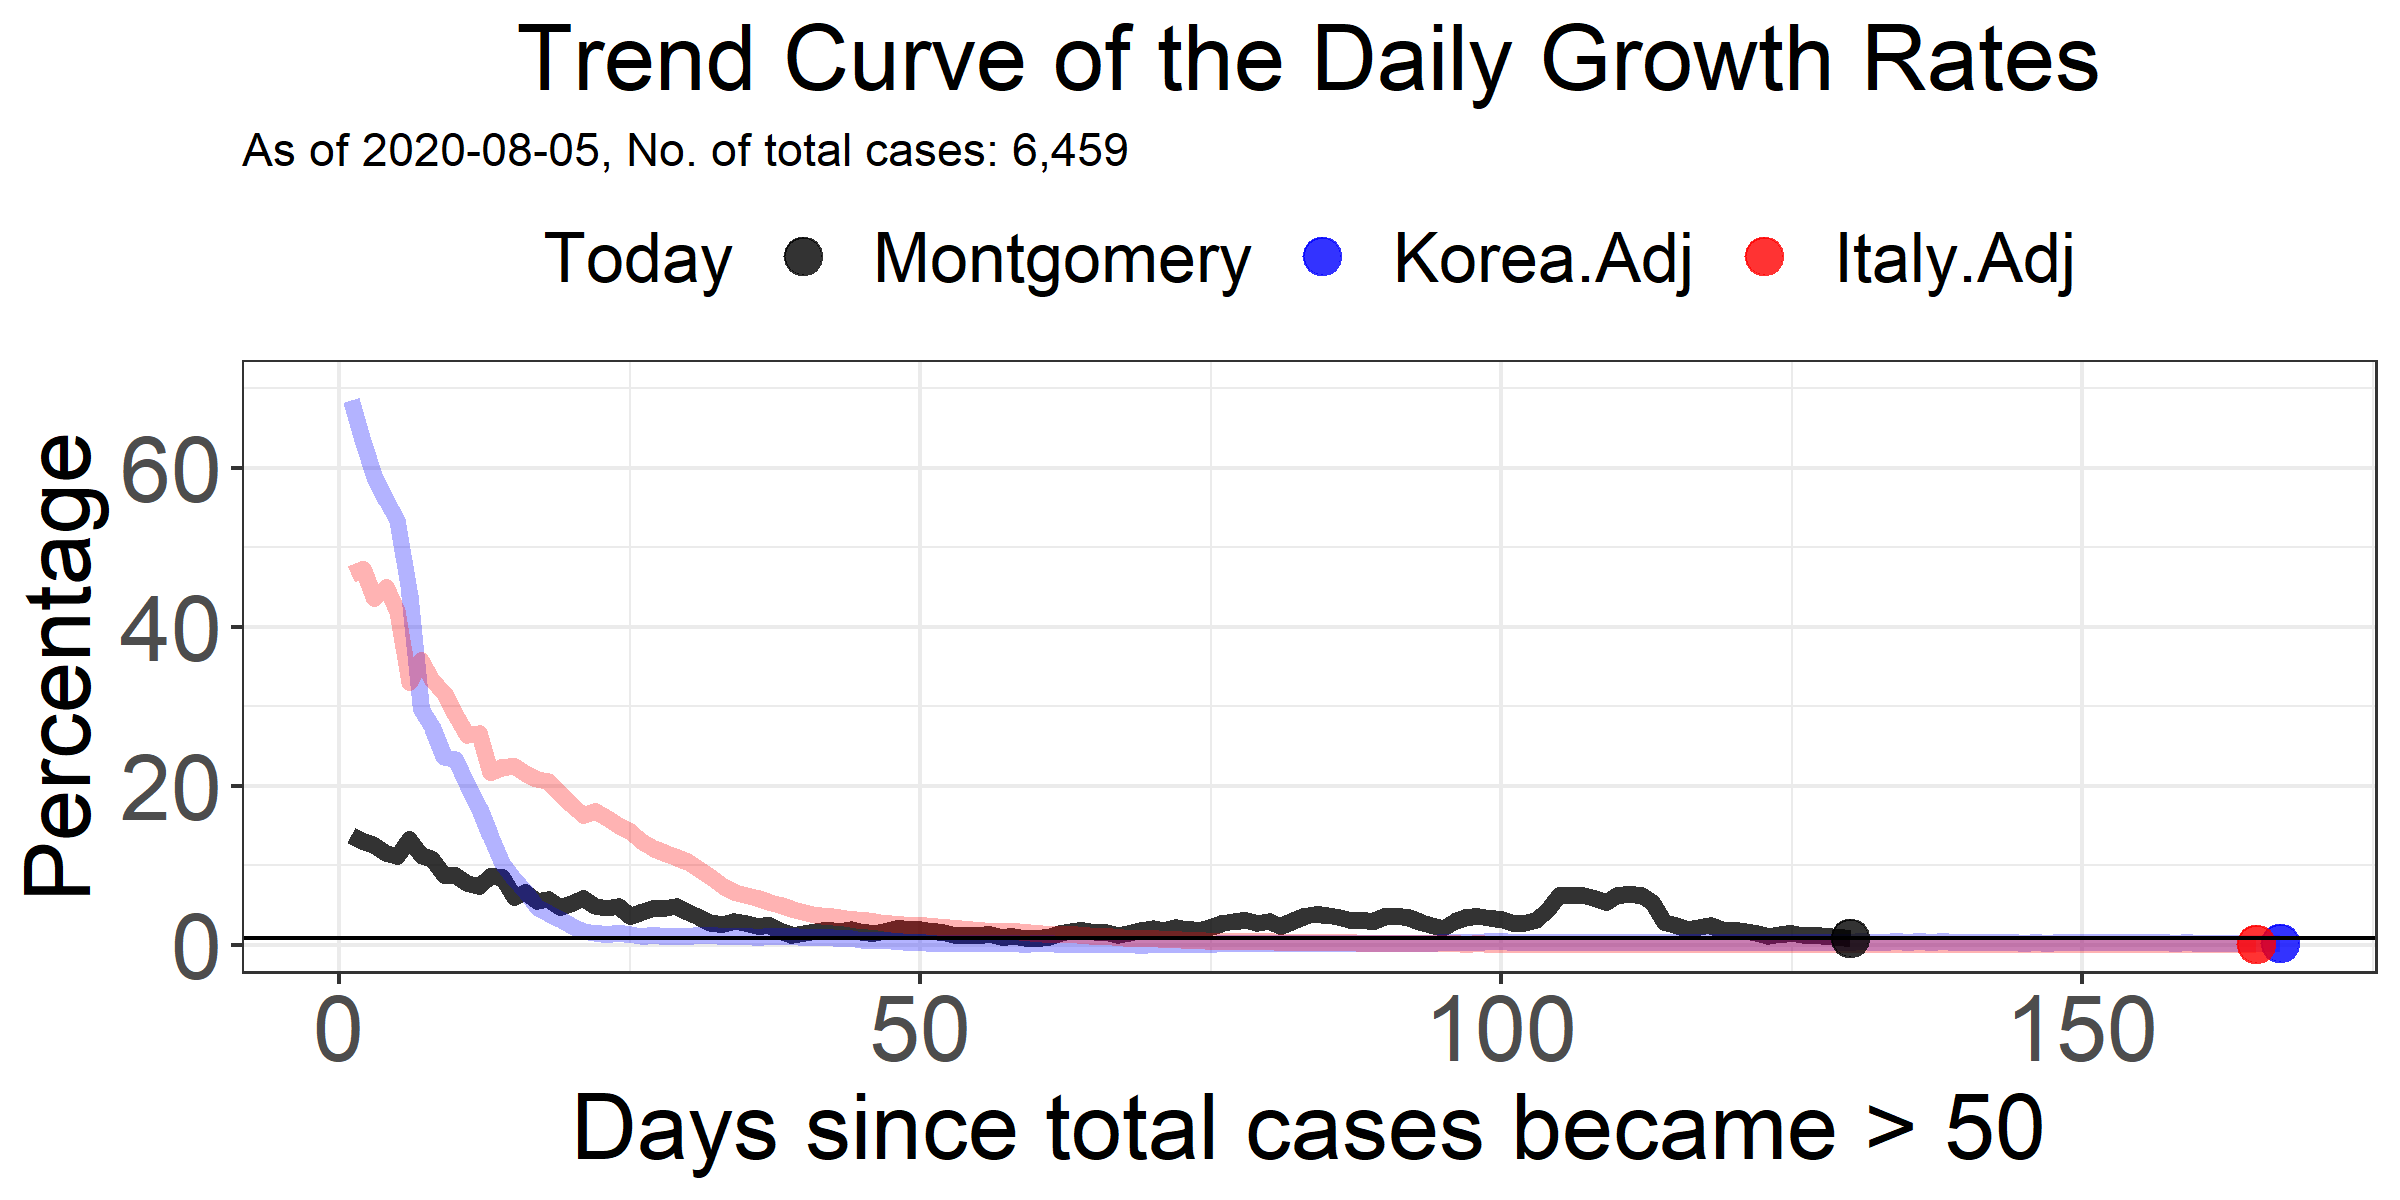 Trend Curve of the Daily Growth Rates
As of 2020-08-05, No. of total cases: 6,459
Today Montgomery Korea.Adj Italy.Adj
Percentage
60
40
20
0
0 50 100 150
Days since total cases became > 50